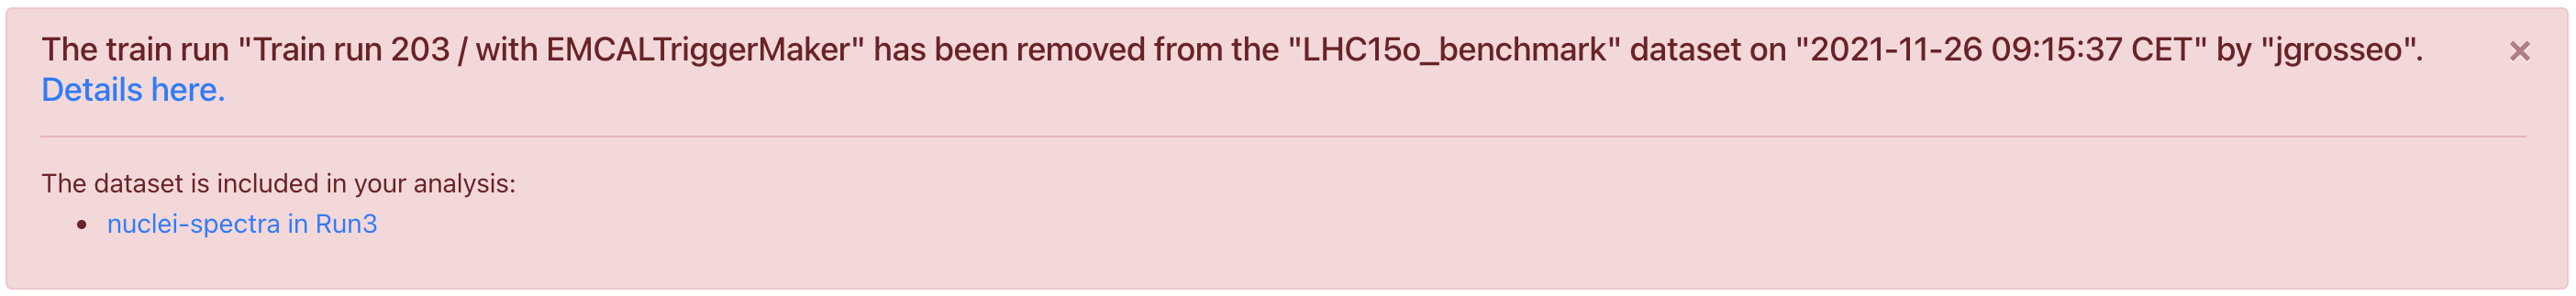 The train run "Train run 203 / with EMCALTriggerMaker" has been removed from the "LHC15o_benchmark" dataset on "2021-11-26 09:15:37 CET" by "jgrosseo". ×
Details here.
The dataset is included in your analysis:
• nuclei-spectra in Run3